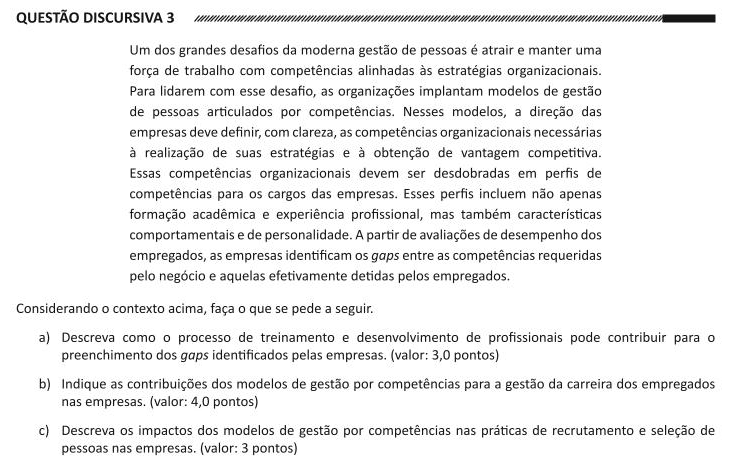 QUESTÃO DISCURSIVA 3
Um dos grandes desafios da moderna gestão de pessoas é atrair e manter uma
força de trabalho com competências alinhadas às estratégias organizacionais.
Para lidarem com esse desafio, as organizações implantam modelos de gestão
de pessoas articulados por competências. Nesses modelos, a direção das
empresas deve definir, com clareza, as competências organizacionais necessárias
à realização de suas estratégias e à obtenção de vantagem competitiva.
Essas competências organizacionais devem ser desdobradas em perfis de
competências para os cargos das empresas. Esses perfis incluem não apenas
formação acadêmica e experiência profissional, mas também características
comportamentais e de personalidade. A partir de avaliações de desempenho dos
empregados, as empresas identificam os gaps entre as competências requeridas
pelo negócio e aquelas efetivamente detidas pelos empregados.
Considerando o contexto acima, faça o que se pede a seguir.
a) Descreva como o processo de treinamento e desenvolvimento de profissionais pode contribuir para o
preenchimento dos gaps identificados pelas empresas. (valor: 3,0 pontos)
b) Indique as contribuições dos modelos de gestão por competências para a gestão da carreira dos empregados
nas empresas. (valor: 4,0 pontos)
c) Descreva os impactos dos modelos de gestão por competências nas práticas de recrutamento e seleção de
pessoas nas empresas. (valor: 3 pontos)